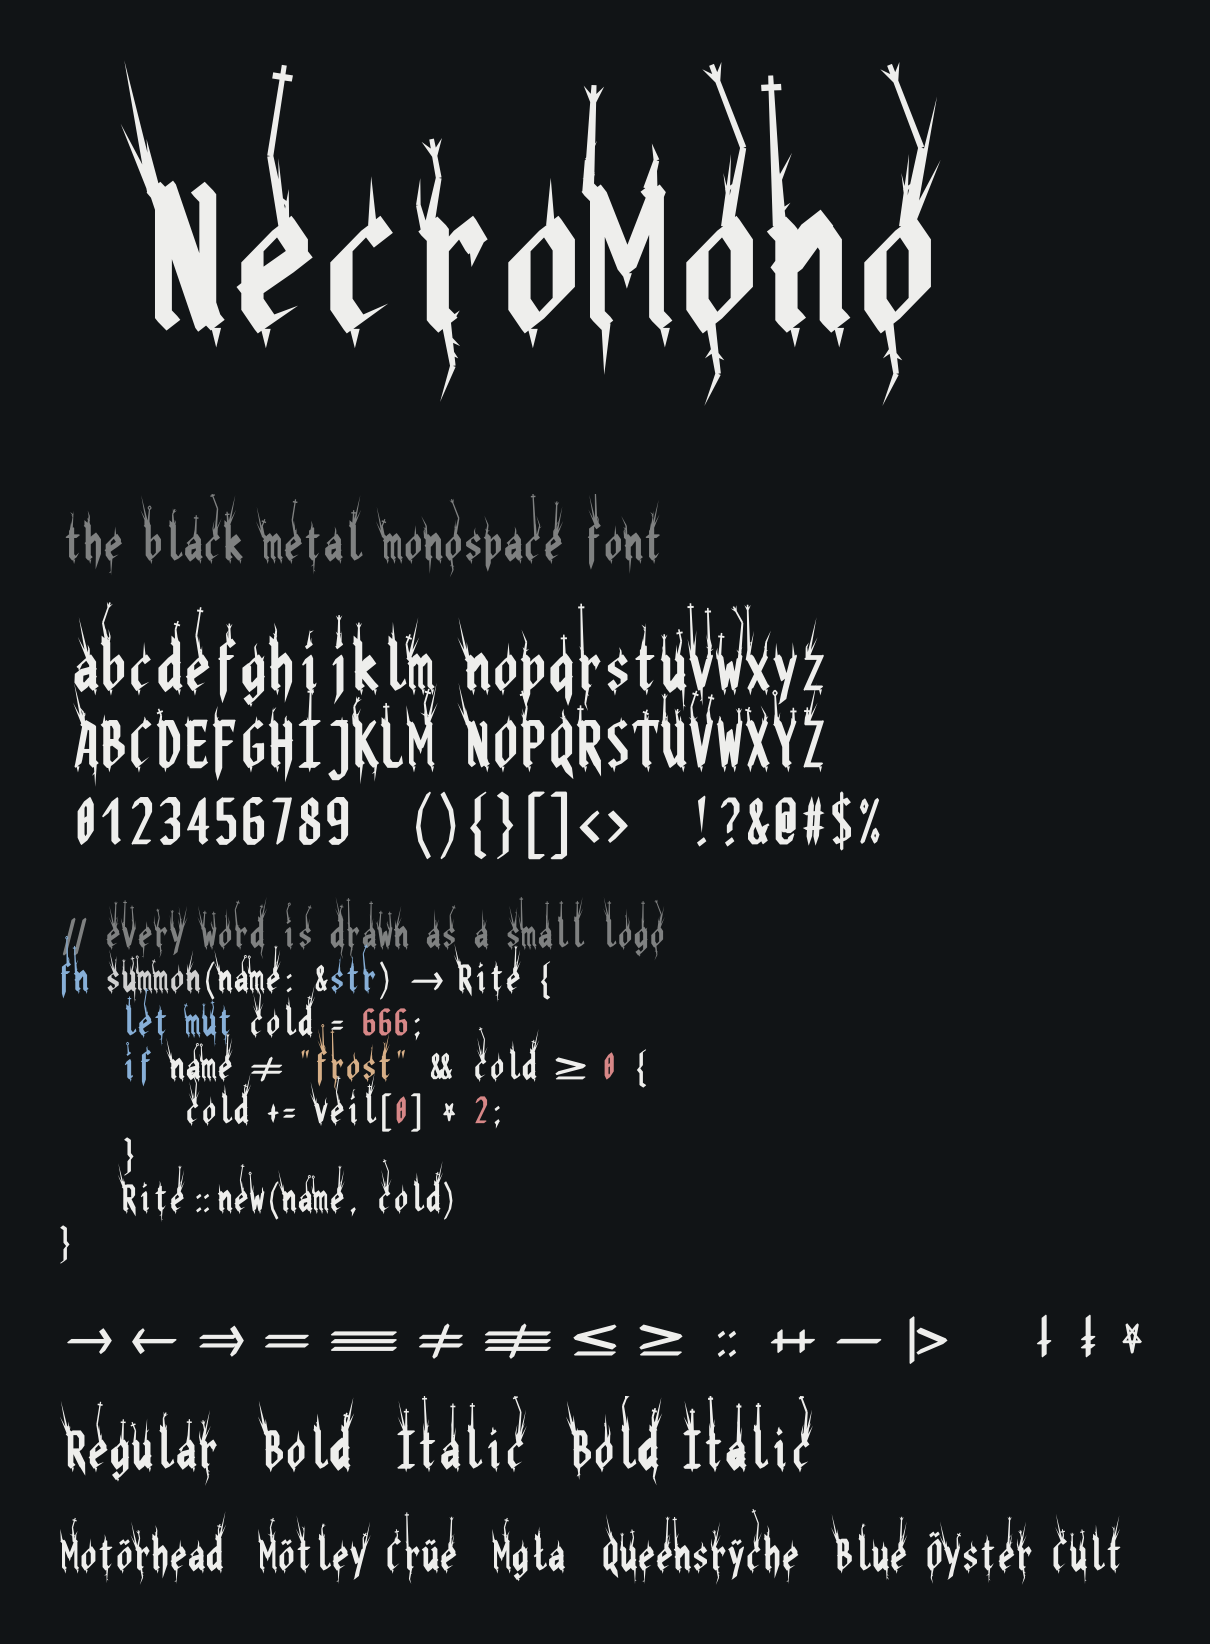 NecroMono
the black metal monospace font
abcdefghijklm nopqrstuvwxyz
ABCDEFGHIJKLM NOPQRSTUVWXYZ
0123456789 (){}[]<> !?&@#$%
// every word is drawn as a small logo
fn summon(name: &str) → Rite {
let mut cold = 666;
if name ≠ "frost" && cold ≥ 0 {
cold += veil[0] * 2;
}
Rite::new(name, cold)
}
→ ← ⇒ = ≡ ≠ ≢ ≤ ≥ :: ++ — |> ⸸ ⹋ ⛧
Regular Bold Italic Bold Italic
Motörhead Mötley Crüe Mgła Queensrÿche Blue Öyster Cult